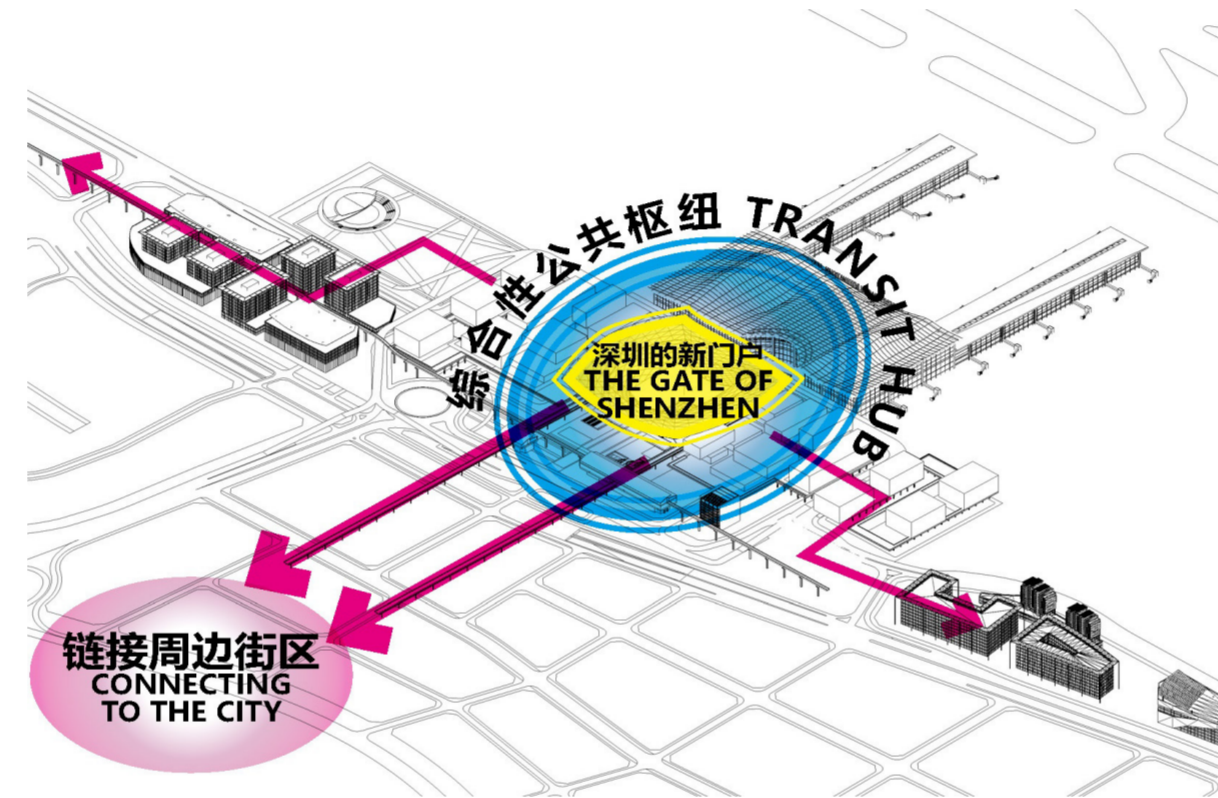 综合性公共枢纽 TRANSIT HUB
深圳的新门户
THE GATE OF
SHENZHEN
链接周边街区
CONNECTING
TO THE CITY